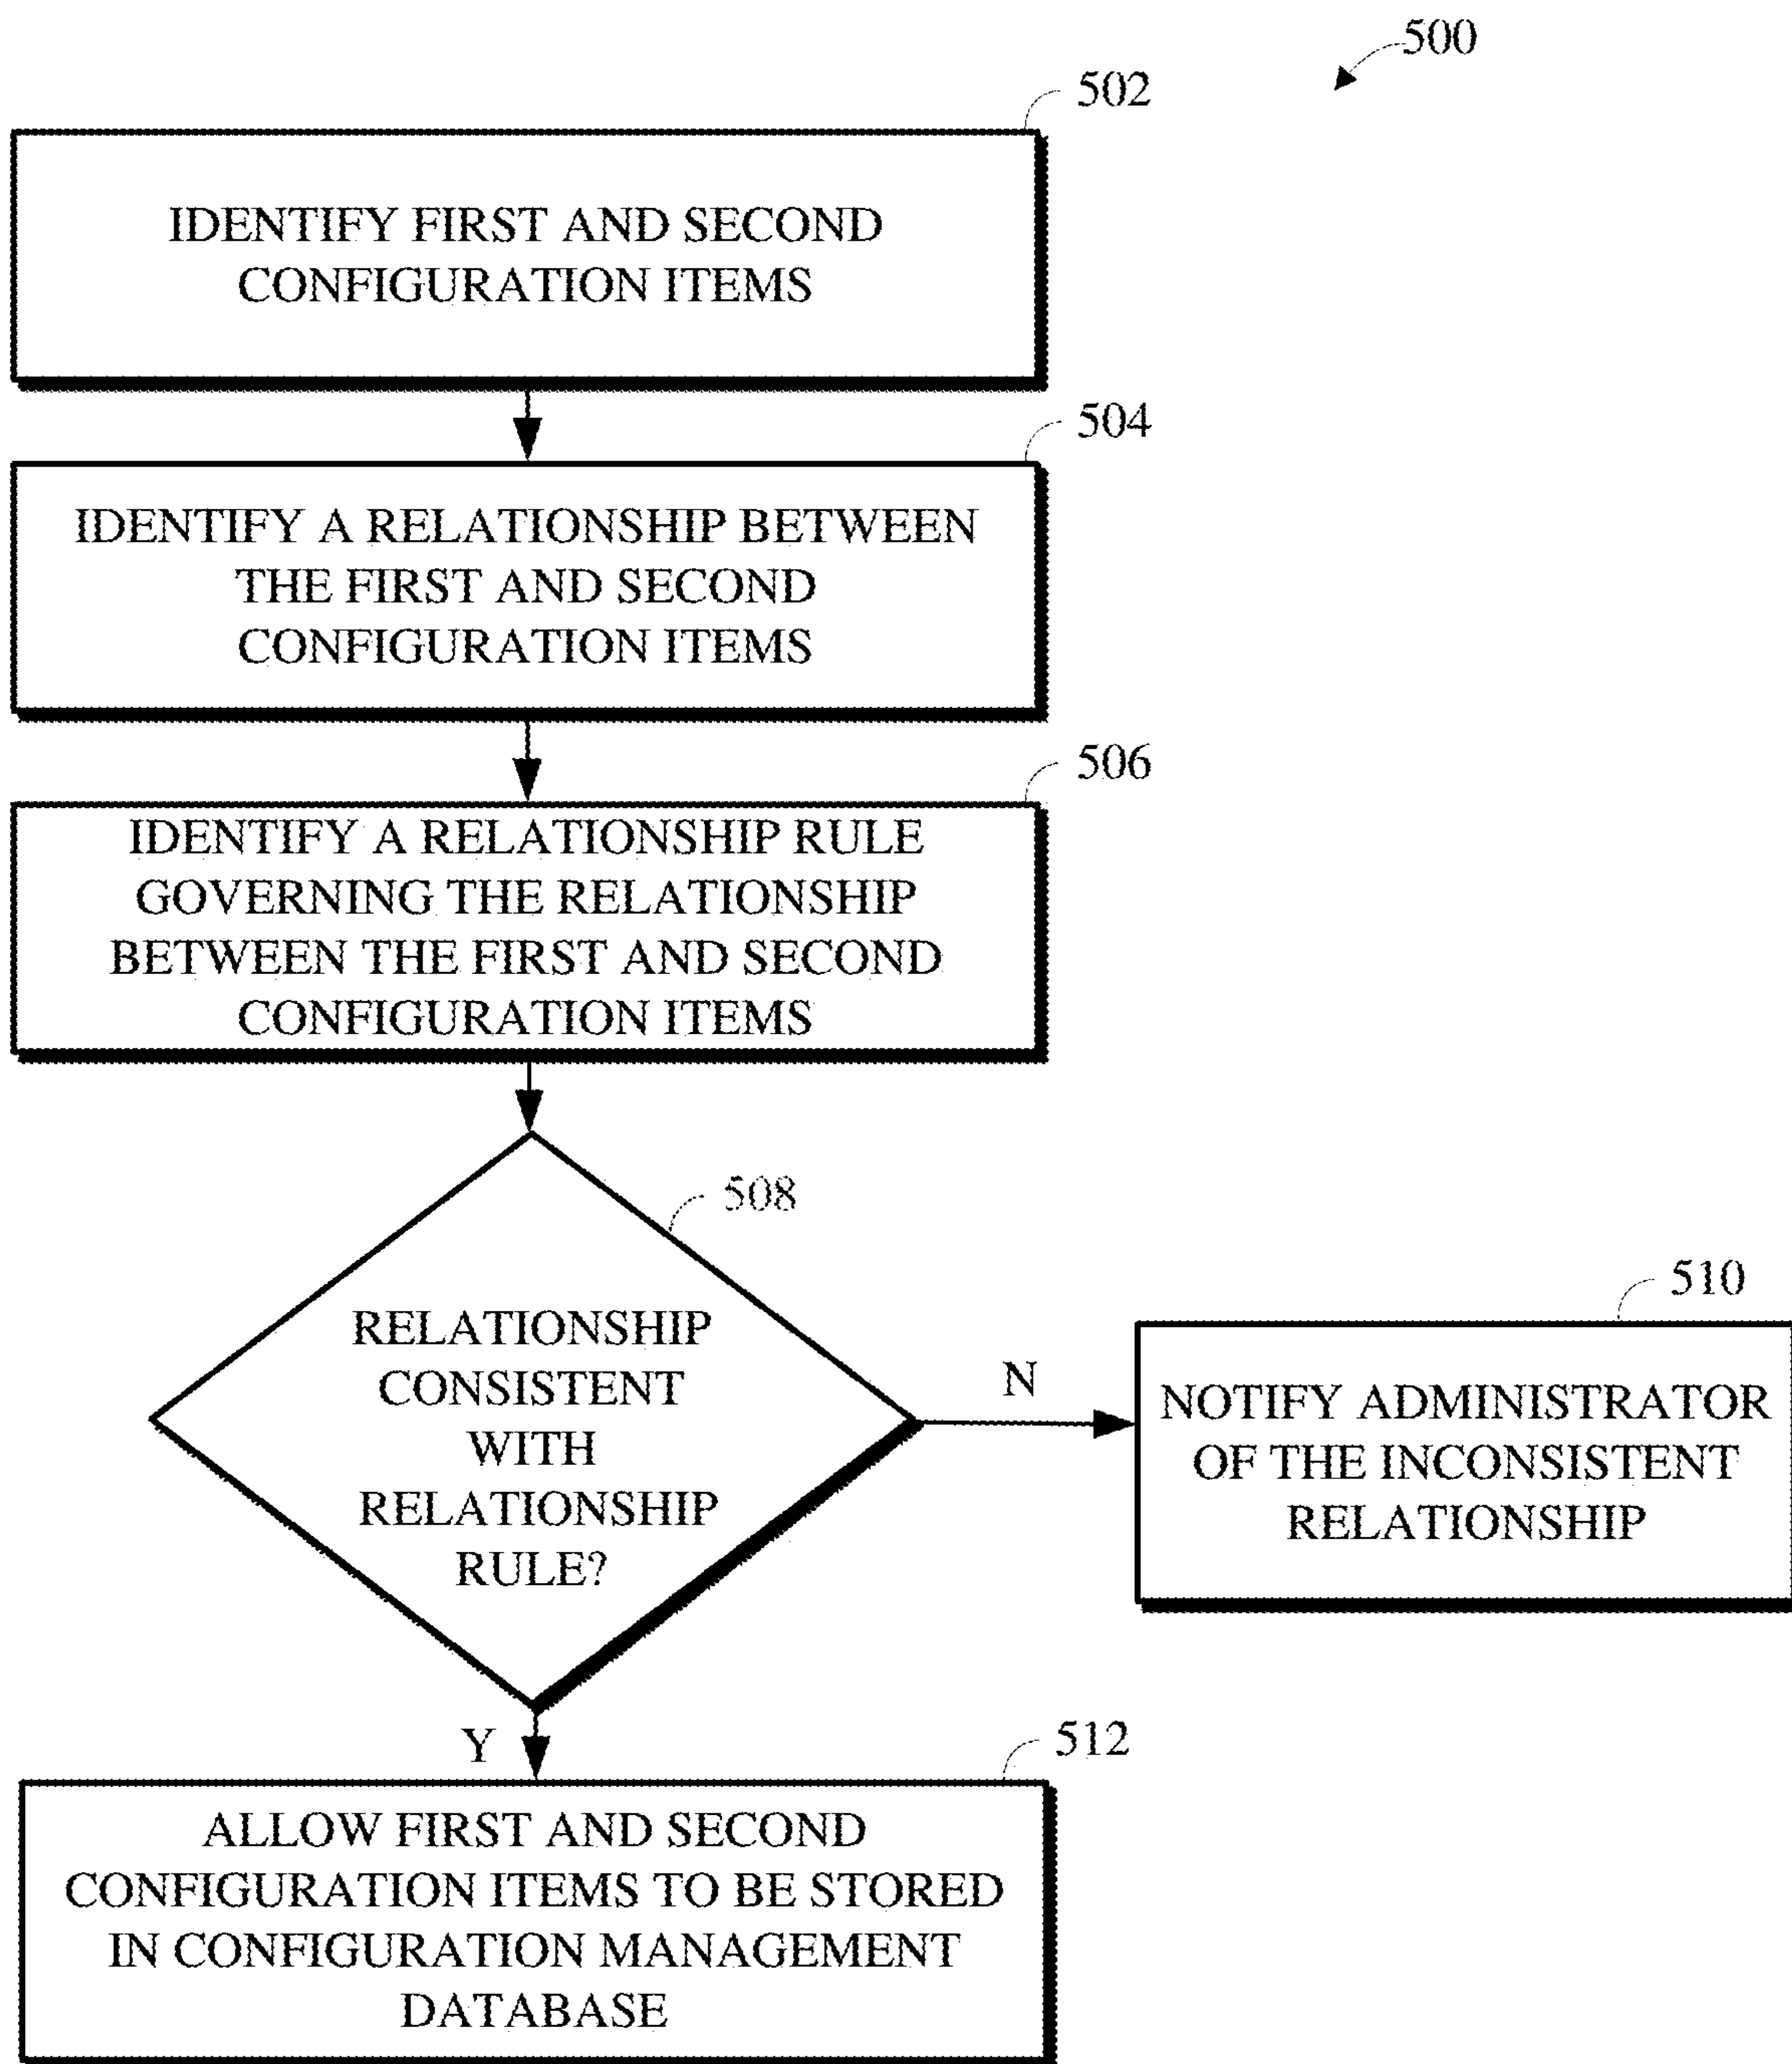 500
502
IDENTIFY FIRST AND SECOND
CONFIGURATION ITEMS
504
IDENTIFY A RELATIONSHIP BETWEEN
THE FIRST AND SECOND
CONFIGURATION ITEMS
506
IDENTIFY A RELATIONSHIP RULE
GOVERNING THE RELATIONSHIP
BETWEEN THE FIRST AND SECOND
CONFIGURATION ITEMS
508
RELATIONSHIP
CONSISTENT
WITH
RELATIONSHIP
RULE?
N
510
NOTIFY ADMINISTRATOR
OF THE INCONSISTENT
RELATIONSHIP
Y
512
ALLOW FIRST AND SECOND
CONFIGURATION ITEMS TO BE STORED
IN CONFIGURATION MANAGEMENT
DATABASE